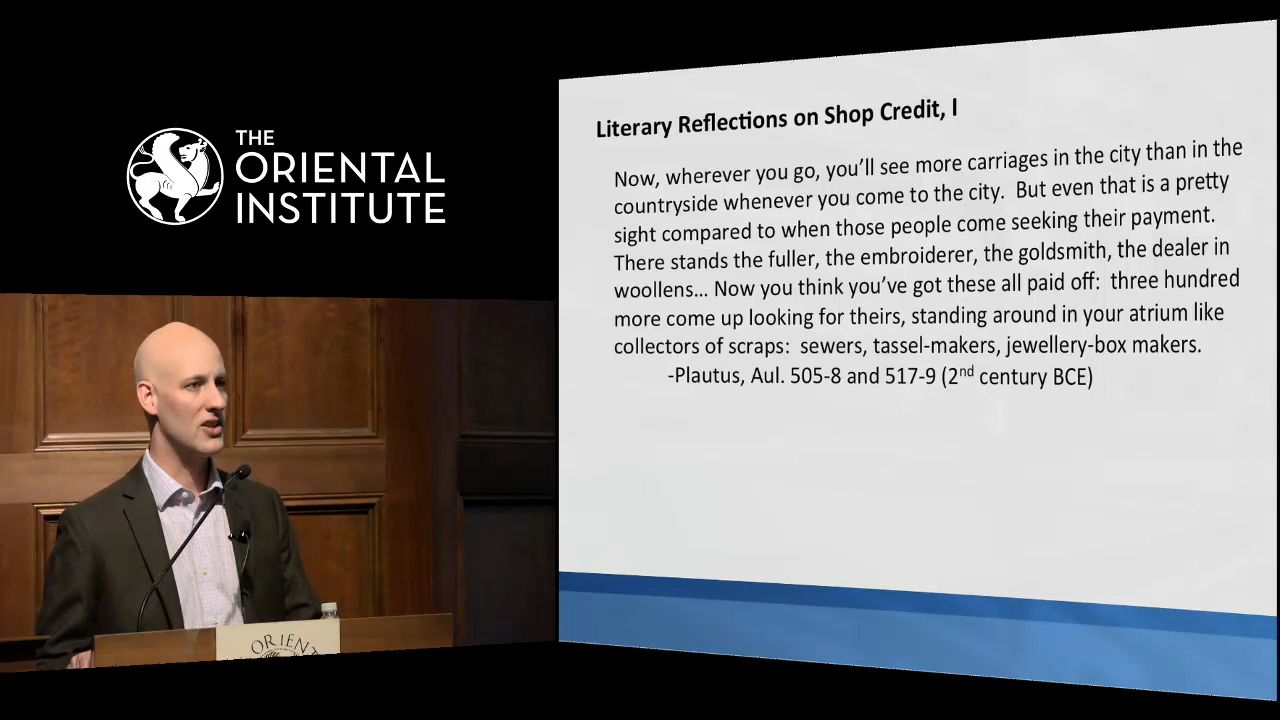 THE
ORIENTAL
INSTITUTE
Literary Reflections on Shop Credit, I
Now, wherever you go, you’ll see more carriages in the city than in the
countryside whenever you come to the city.  But even that is a pretty
sight compared to when those people come seeking their payment.
There stands the fuller, the embroiderer, the goldsmith, the dealer in
woollens... Now you think you’ve got these all paid off:  three hundred
more come up looking for theirs, standing around in your atrium like
collectors of scraps:  sewers, tassel-makers, jewellery-box makers.
-Plautus, Aul. 505-8 and 517-9 (2nd century BCE)
ORIENT